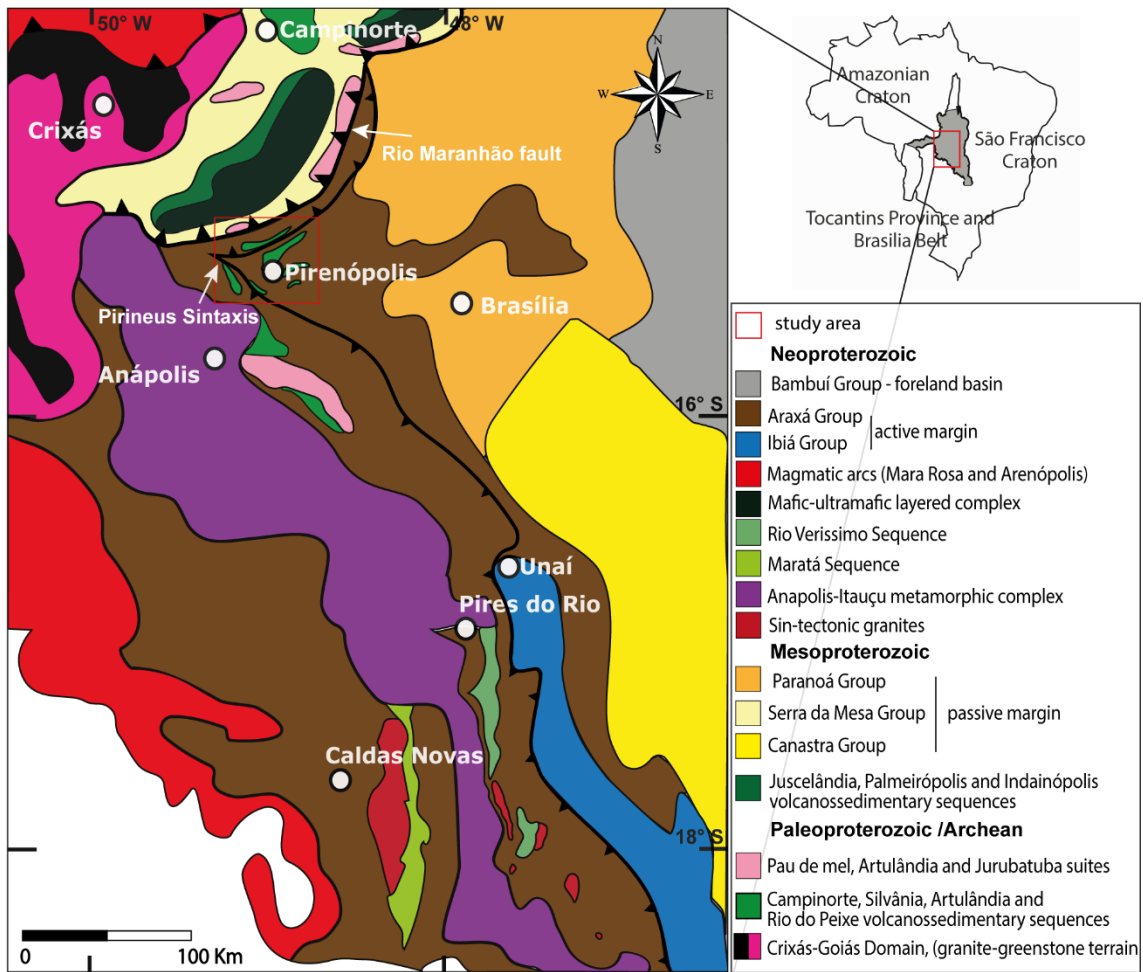 50° W
48° W
Campinorte
Crixás
N
W
E
S
Rio Maranhão fault
Pirenópolis
Pirineus Sintaxis
Brasília
Anápolis
16° S
Unaí
Pires do Rio
Caldas Novas
18° S
0
100 Km
Amazonian
Craton
São Francisco
Craton
Tocantins Province and
Brasilia Belt
study area
Neoproterozoic
Bambuí Group - foreland basin
Araxá Group
Ibiá Group
active margin
Magmatic arcs (Mara Rosa and Arenópolis)
Mafic-ultramafic layered complex
Rio Verissimo Sequence
Maratá Sequence
Anapolis-Itauçu metamorphic complex
Sin-tectonic granites
Mesoproterozoic
Paranoá Group
Serra da Mesa Group
passive margin
Canastra Group
Juscelândia, Palmeirópolis and Indainópolis
volcanossedimentary sequences
Paleoproterozoic /Archean
Pau de mel, Artulândia and Jurubatuba suites
Campinorte, Silvânia, Artulândia and
Rio do Peixe volcanossedimentary sequences
Crixás-Goiás Domain, (granite-greenstone terrain